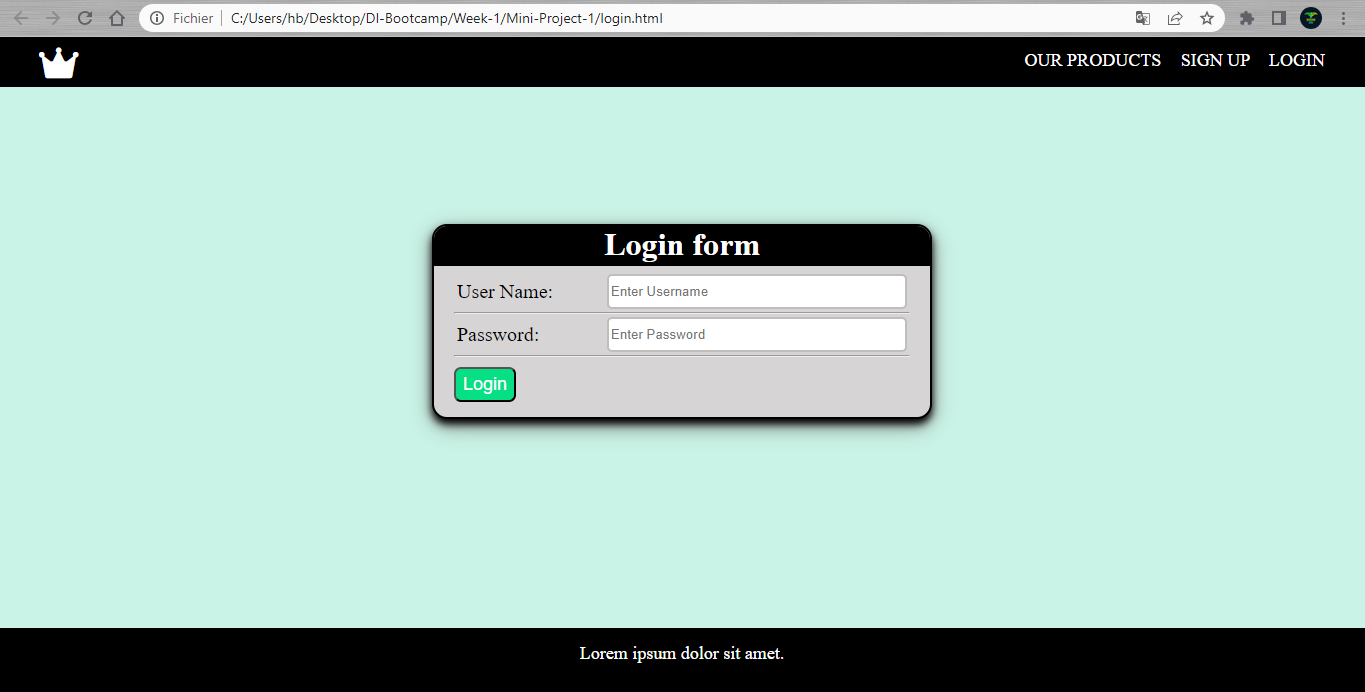 Fichier C:/Users/hb/Desktop/DI-Bootcamp/Week-1/Mini-Project-1/login.html
OUR PRODUCTS SIGN UP LOGIN
Login form
User Name: Enter Username
Password: Enter Password
Login
Lorem ipsum dolor sit amet.